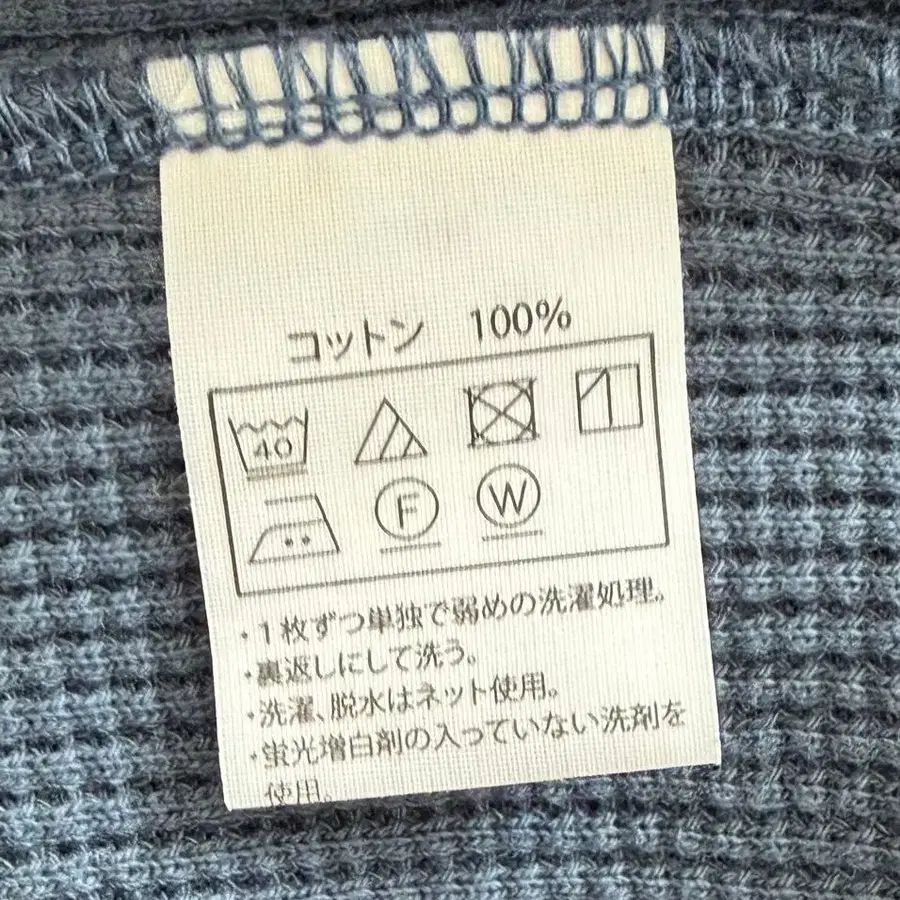 コットン 100%
40
F W
・1枚ずつ単独で弱めの洗濯処理。
・裏返しにして洗う。
・洗濯、脱水はネット使用。
・蛍光増白剤の入っていない洗剤を
使用。